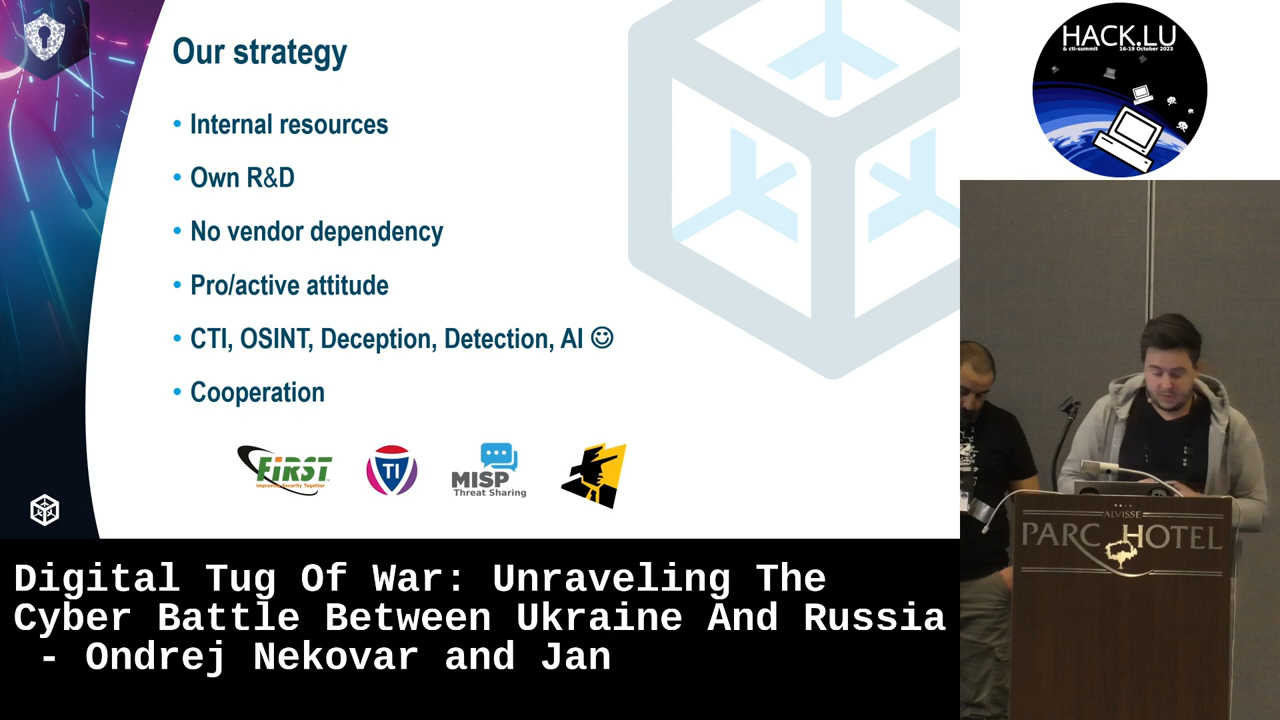 Our strategy
• Internal resources
• Own R&D
• No vendor dependency
• Pro/active attitude
• CTI, OSINT, Deception, Detection, AI ☺
• Cooperation
FiRST
Improving Security Together
TI
MISP
Threat Sharing
HACK.LU
& cti-summit 16-19 October 2023
ALVISSE
PARC HOTEL
Digital Tug Of War: Unraveling The
Cyber Battle Between Ukraine And Russia
- Ondrej Nekovar and Jan